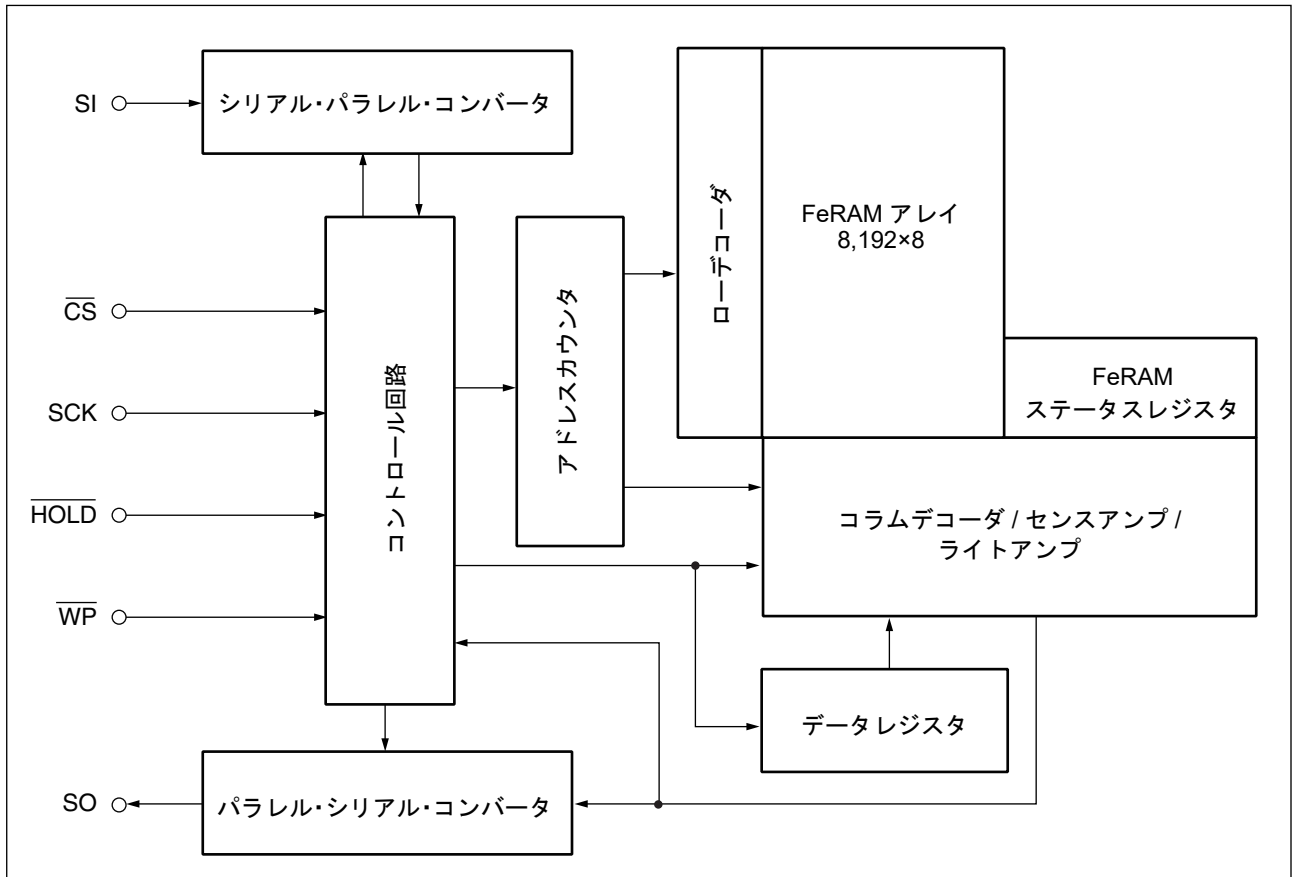 SI
シリアル・パラレル・コンバータ
ローデコーダ
FeRAM アレイ
8,192×8
C̅S̅
SCK
H̅O̅L̅D̅
W̅P̅
コントロール回路
アドレスカウンタ
FeRAM
ステータスレジスタ
コラムデコーダ / センスアンプ /
ライトアンプ
データレジスタ
SO
パラレル・シリアル・コンバータ